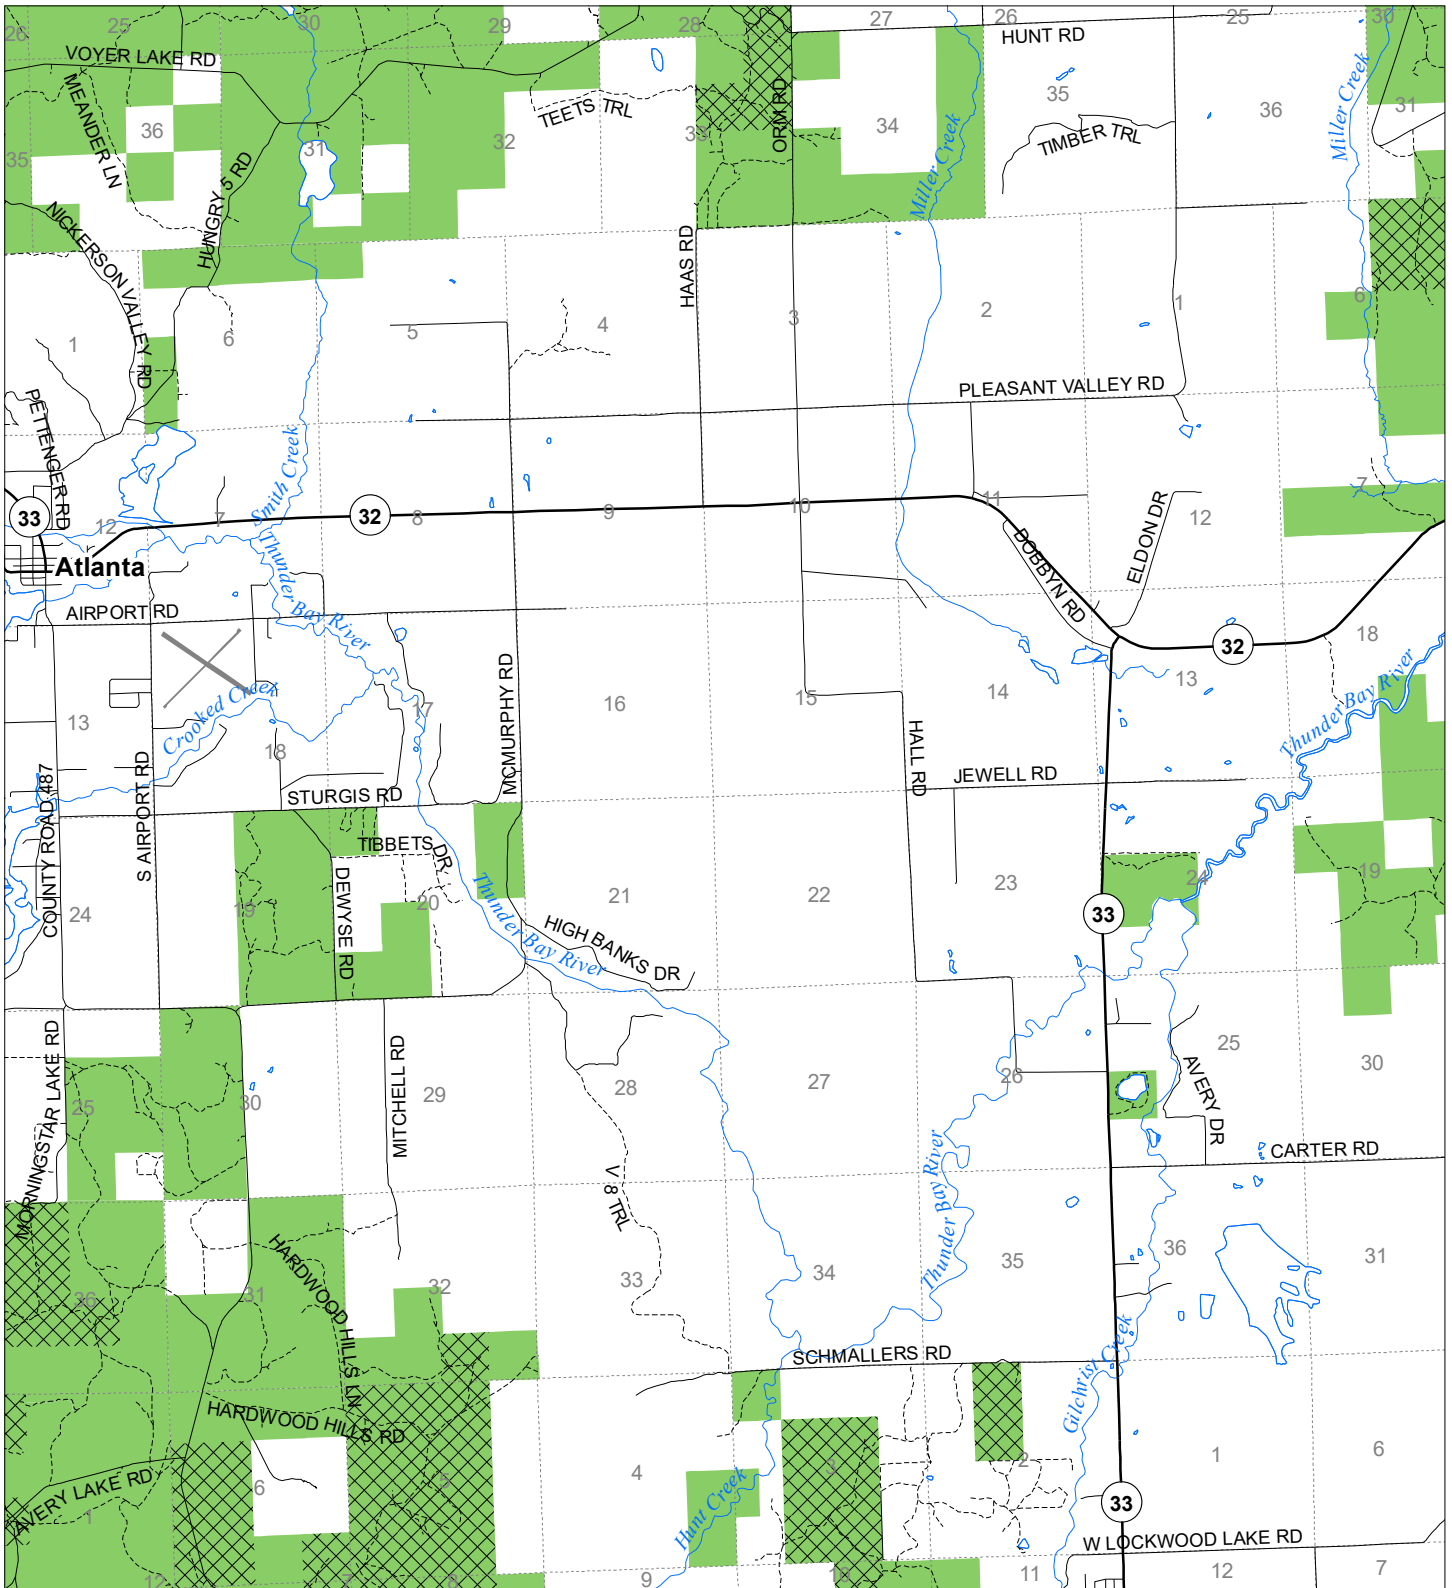 26
25
30
31
29
28
27
26
25
30
VOYER LAKE RD
HUNT RD
MEANDER LN
36
35
31
32
TEETS TRL
33
ORM RD
34
Miller Creek
35
TIMBER TRL
36
Miller Creek
31
HUNGRY 5 RD
NICKERSON VALLEY RD
HAAS RD
1
6
5
4
3
2
1
6
PETTENGER RD
PLEASANT VALLEY RD
Smith Creek
33
12
7
32
8
9
10
11
12
7
Atlanta
Thunder Bay River
DOBBYN RD
ELDON DR
AIRPORT RD
32
18
13
Crooked Creek
18
17
MCMURPHY RD
16
15
14
13
Thunder Bay River
HALL RD
JEWELL RD
COUNTY ROAD 487
S AIRPORT RD
STURGIS RD
TIBBETS DR
24
19
DEWYSE RD
20
Thunder Bay River
21
22
23
24
19
33
HIGH BANKS DR
MORNINGSTAR LAKE RD
25
30
MITCHELL RD
29
28
27
26
25
30
AVERY DR
CARTER RD
V 8 TRL
Thunder Bay River
36
31
HARDWOOD HILLS LN
32
33
34
35
36
31
SCHMALLERS RD
Gilchrist Creek
HARDWOOD HILLS RD
AVERY LAKE RD
1
6
5
4
3
2
1
6
Hunt Creek
33
W LOCKWOOD LAKE RD
12
7
8
9
10
11
12
7